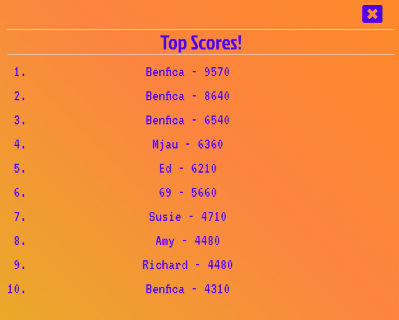 Top Scores!
1. Benfica - 9570
2. Benfica - 8640
3. Benfica - 6540
4. Mjau - 6360
5. Ed - 6210
6. 69 - 5660
7. Susie - 4710
8. Amy - 4480
9. Richard - 4480
10. Benfica - 4310